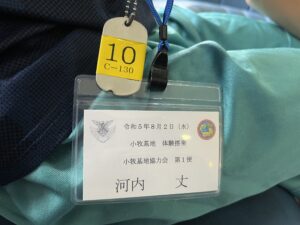 10
C-130
令和5年8月2日(水)
小牧基地 体験搭乗
小牧基地協力会 第1便
河内 丈